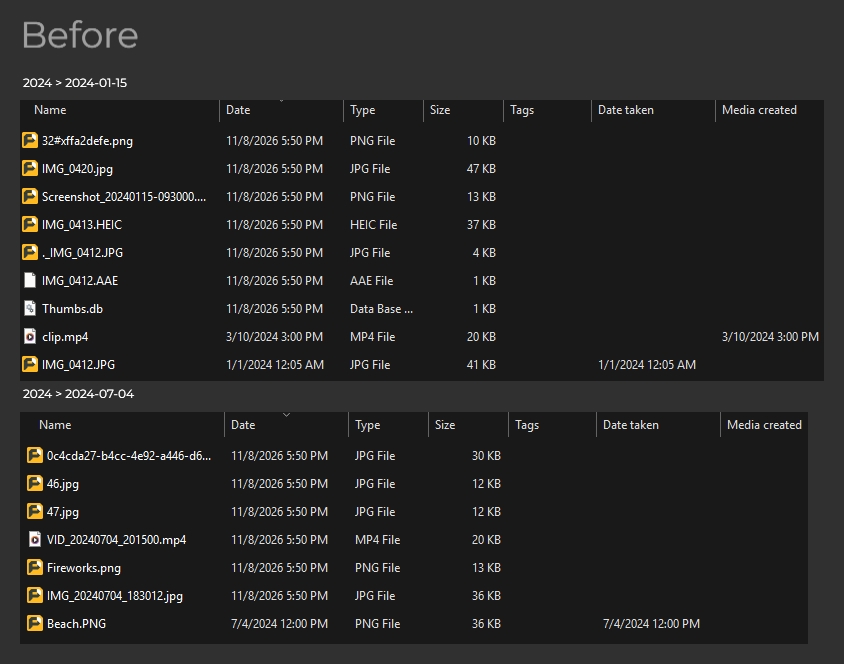 Before
2024 > 2024-01-15
Name Date Type Size Tags Date taken Media created
32#xffa2defe.png 11/8/2026 5:50 PM PNG File 10 KB
IMG_0420.jpg 11/8/2026 5:50 PM JPG File 47 KB
Screenshot_20240115-093000.... 11/8/2026 5:50 PM PNG File 13 KB
IMG_0413.HEIC 11/8/2026 5:50 PM HEIC File 37 KB
._IMG_0412.JPG 11/8/2026 5:50 PM JPG File 4 KB
IMG_0412.AAE 11/8/2026 5:50 PM AAE File 1 KB
Thumbs.db 11/8/2026 5:50 PM Data Base ... 1 KB
clip.mp4 3/10/2024 3:00 PM MP4 File 20 KB 3/10/2024 3:00 PM
IMG_0412.JPG 1/1/2024 12:05 AM JPG File 41 KB 1/1/2024 12:05 AM
2024 > 2024-07-04
Name Date Type Size Tags Date taken Media created
0c4cda27-b4cc-4e92-a446-d6... 11/8/2026 5:50 PM JPG File 30 KB
46.jpg 11/8/2026 5:50 PM JPG File 12 KB
47.jpg 11/8/2026 5:50 PM JPG File 12 KB
VID_20240704_201500.mp4 11/8/2026 5:50 PM MP4 File 20 KB
Fireworks.png 11/8/2026 5:50 PM PNG File 13 KB
IMG_20240704_183012.jpg 11/8/2026 5:50 PM JPG File 36 KB
Beach.PNG 7/4/2024 12:00 PM PNG File 36 KB 7/4/2024 12:00 PM